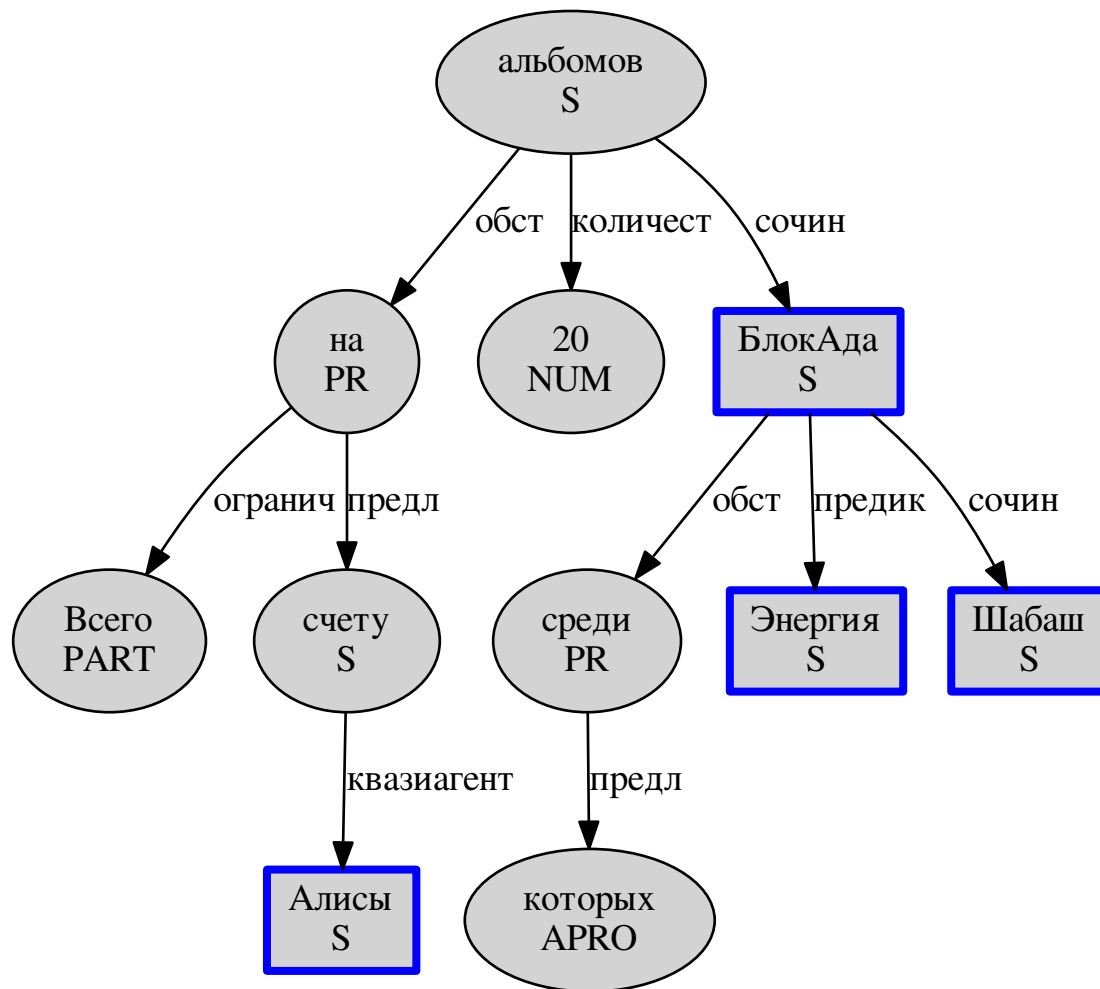 альбомов
S
обст
количест
сочин
на
PR
20
NUM
БлокАда
S
огранич
предл
обст
предик
сочин
Всего
PART
счету
S
среди
PR
Энергия
S
Шабаш
S
квазиагент
предл
Алисы
S
которых
APRO